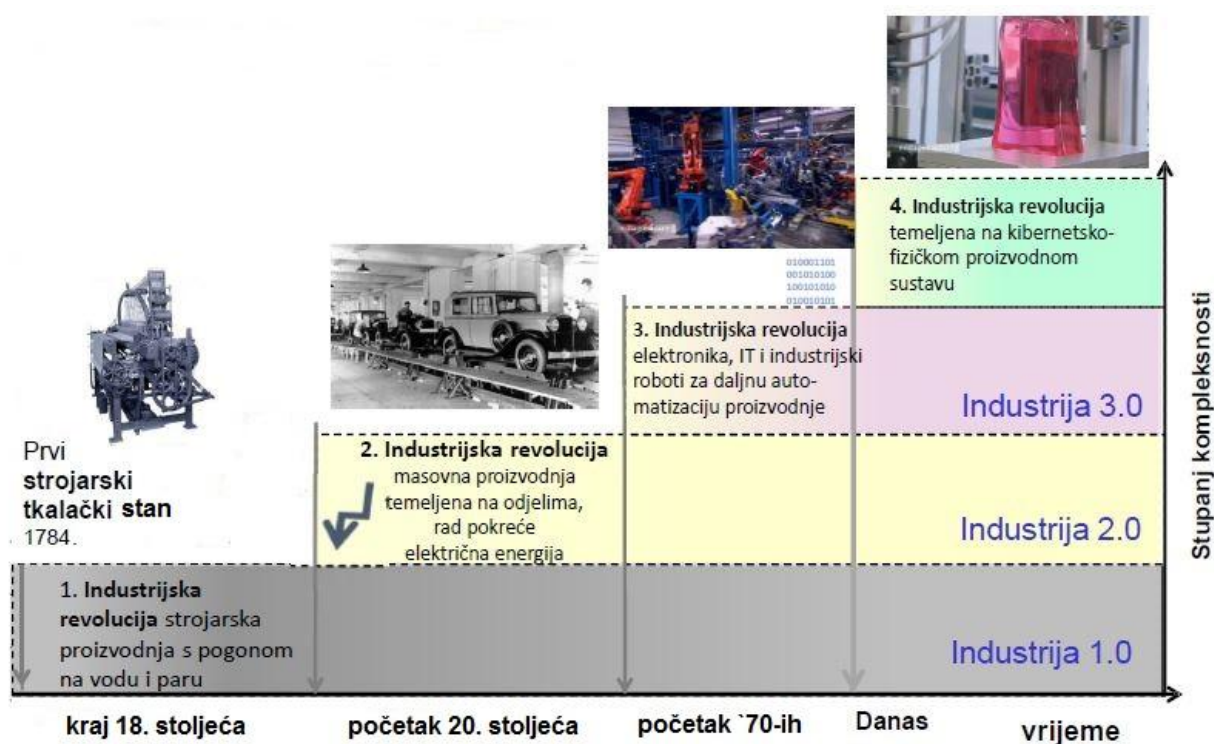 Prvi
strojarski
tkalački stan
1784.
1. Industrijska
revolucija strojarska
proizvodnja s pogonom
na vodu i paru
2. Industrijska revolucija
masovna proizvodnja
temeljena na odjelima,
rad pokreće
električna energija
010001101
001010100
100101010
010010101
3. Industrijska revolucija
elektronika, IT i industrijski
roboti za daljnu auto-
matizaciju proizvodnje
4. Industrijska revolucija
temeljena na kibernetsko-
fizičkom proizvodnom
sustavu
Industrija 3.0
Industrija 2.0
Industrija 1.0
Stupanj kompleksnosti
kraj 18. stoljeća
početak 20. stoljeća
početak `70-ih
Danas
vrijeme